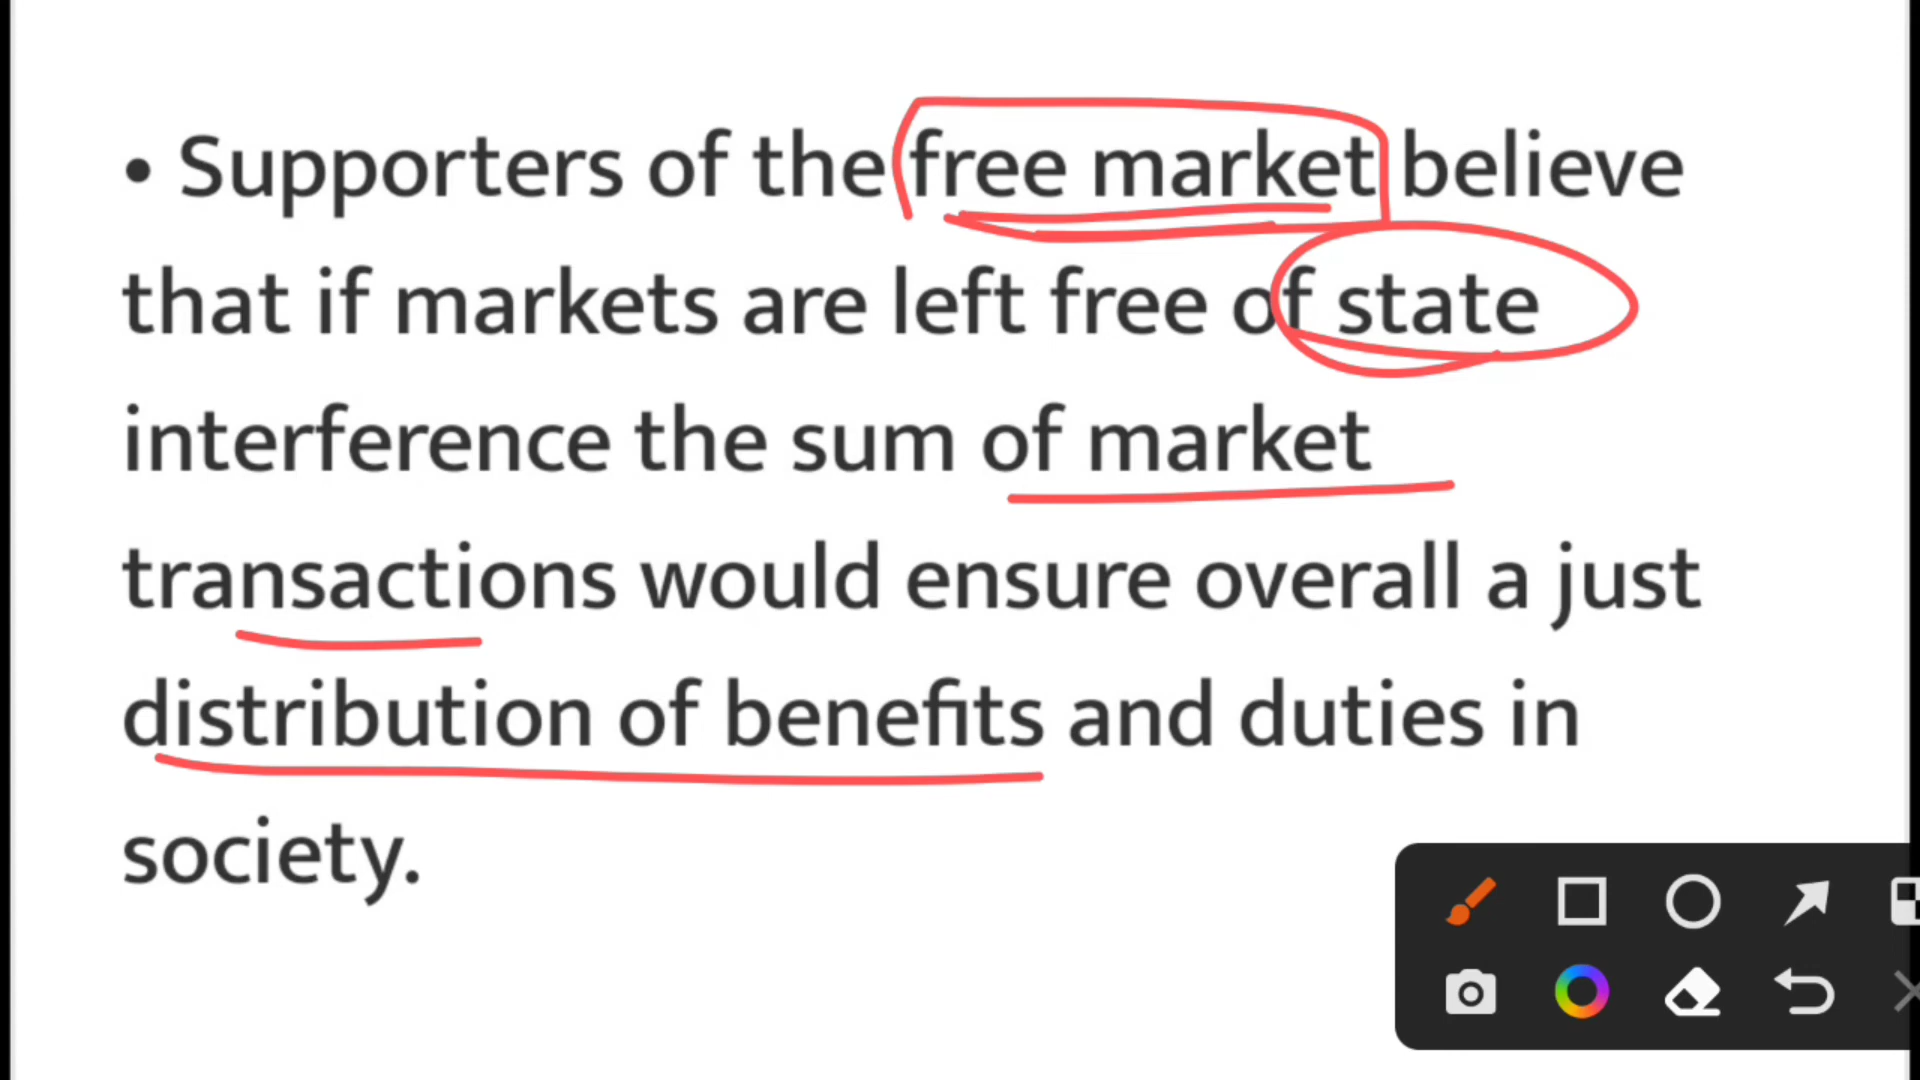 • Supporters of the free market believe
that if markets are left free of state
interference the sum of market
transactions would ensure overall a just
distribution of benefits and duties in
society.